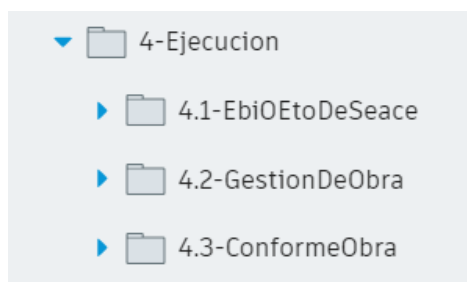 4-Ejecucion
4.1-EbiOEtoDeSeace
4.2-GestionDeObra
4.3-ConformeObra